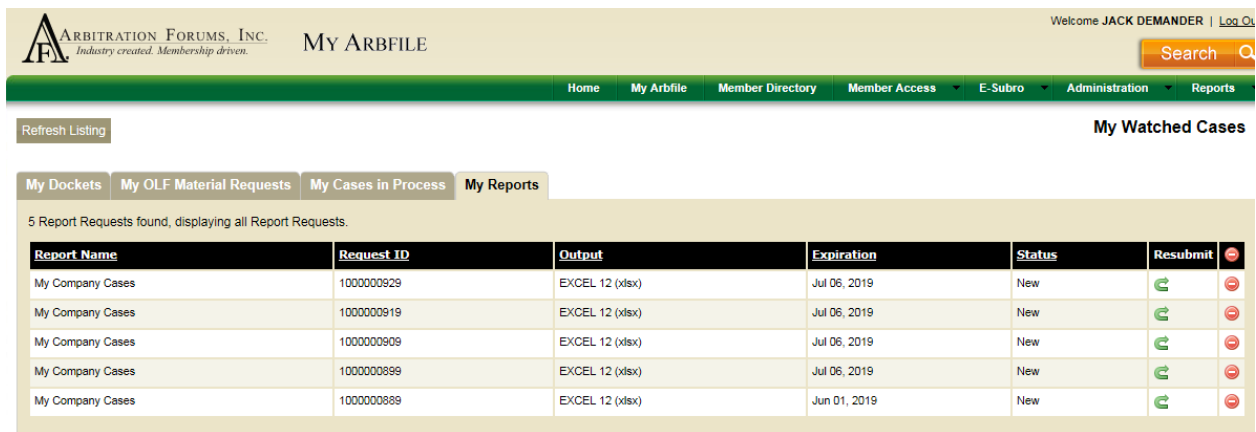 Welcome JACK DEMANDER | Log Ou
ARBITRATION FORUMS, INC.
Industry created. Membership driven.
MY ARBFILE
Search
Home My Arbfile Member Directory Member Access E-Subro Administration Reports
Refresh Listing
My Watched Cases
My Dockets My OLF Material Requests My Cases in Process My Reports
5 Report Requests found, displaying all Report Requests.
Report Name Request ID Output Expiration Status Resubmit
My Company Cases 1000000929 EXCEL 12 (xlsx) Jul 06, 2019 New
My Company Cases 1000000919 EXCEL 12 (xlsx) Jul 06, 2019 New
My Company Cases 1000000909 EXCEL 12 (xlsx) Jul 06, 2019 New
My Company Cases 1000000899 EXCEL 12 (xlsx) Jul 06, 2019 New
My Company Cases 1000000889 EXCEL 12 (xlsx) Jun 01, 2019 New